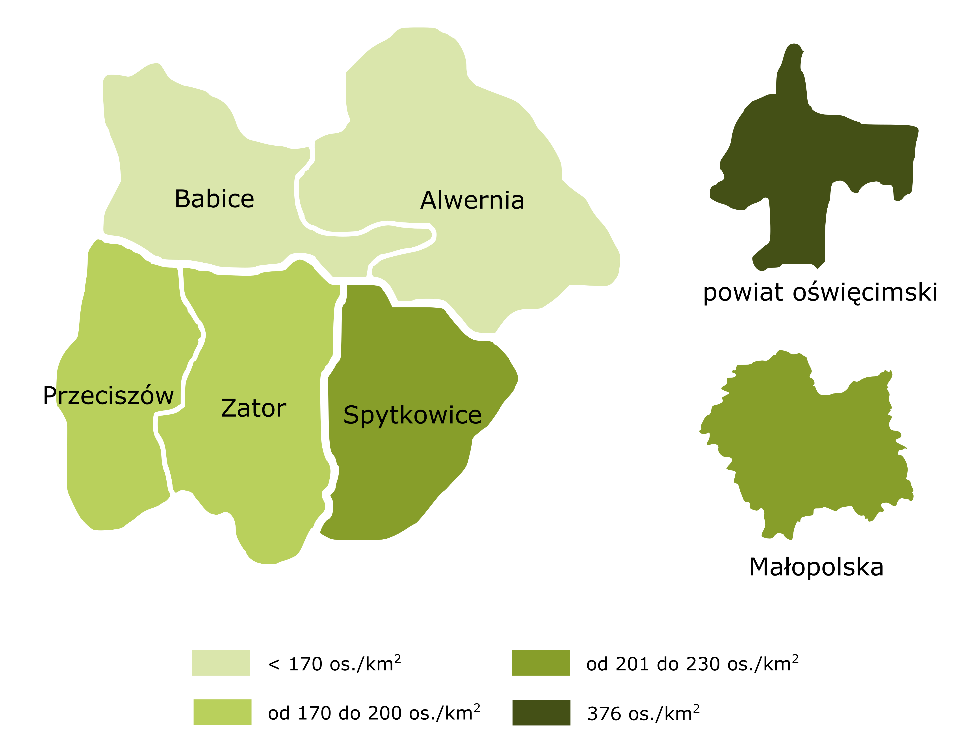 Babice
Alwernia
powiat oświęcimski
Przeciszów
Zator
Spytkowice
Małopolska
< 170 os./km²
od 201 do 230 os./km²
od 170 do 200 os./km²
376 os./km²